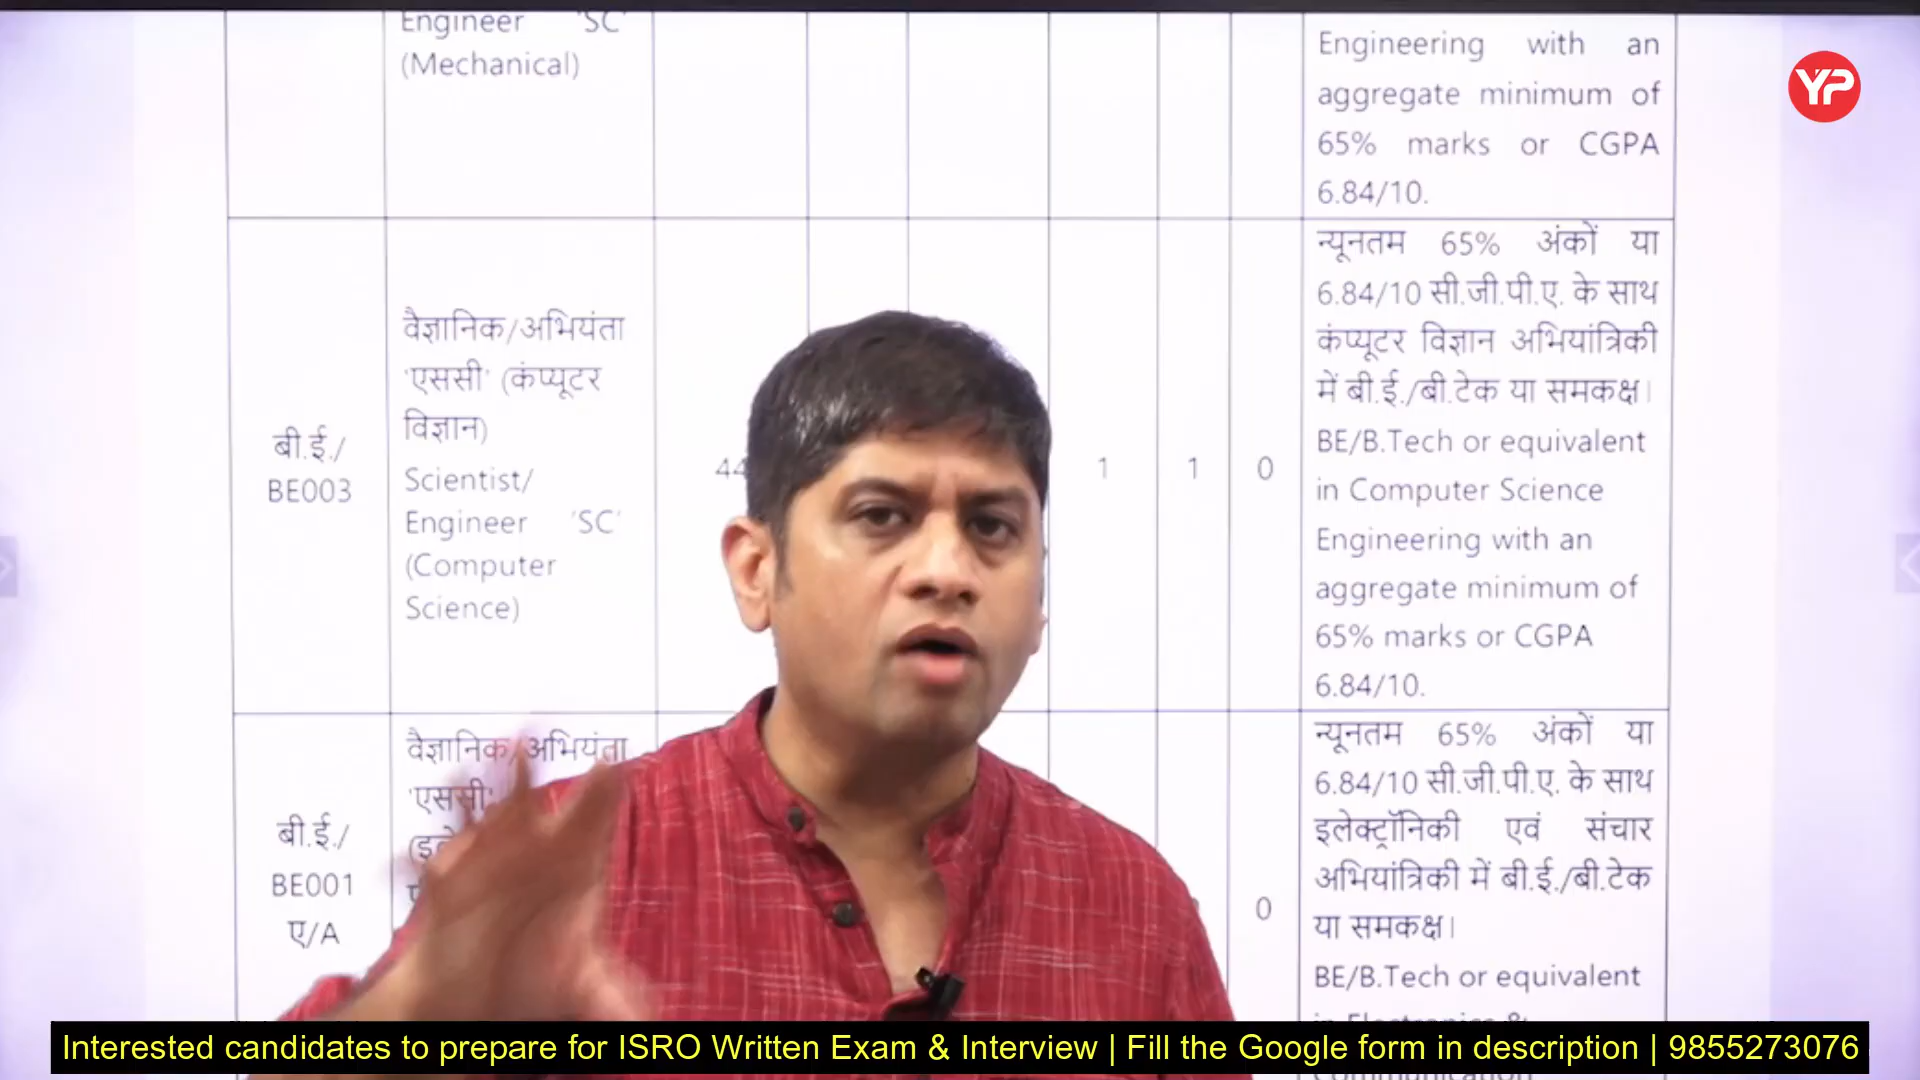 Engineer 'SC'
(Mechanical)
Engineering with an
aggregate minimum of
65% marks or CGPA
6.84/10.
YP
बी.ई./
BE003
वैज्ञानिक/अभियंता
'एससी' (कंप्यूटर
विज्ञान)
Scientist/
Engineer 'SC'
(Computer
Science)
44
1
1
0
न्यूनतम 65% अंकों या
6.84/10 सी.जी.पी.ए. के साथ
कंप्यूटर विज्ञान अभियांत्रिकी
में बी.ई./बी.टेक या समकक्ष।
BE/B.Tech or equivalent
in Computer Science
Engineering with an
aggregate minimum of
65% marks or CGPA
6.84/10.
बी.ई./
BE001
ए/A
वैज्ञानिक/अभियंता
'एससी'
0
न्यूनतम 65% अंकों या
6.84/10 सी.जी.पी.ए. के साथ
इलेक्ट्रॉनिकी एवं संचार
अभियांत्रिकी में बी.ई./बी.टेक
या समकक्ष।
BE/B.Tech or equivalent
Interested candidates to prepare for ISRO Written Exam & Interview | Fill the Google form in description | 9855273076